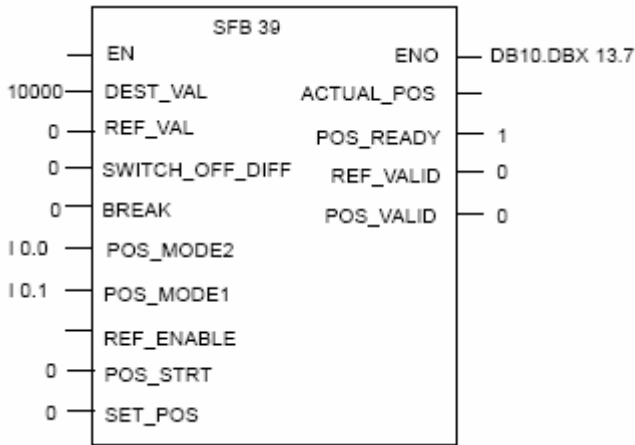 SFB 39
EN ENO DB10.DBX 13.7
10000 DEST_VAL ACTUAL_POS
0 REF_VAL POS_READY 1
0 SWITCH_OFF_DIFF REF_VALID 0
0 BREAK POS_VALID 0
I 0.0 POS_MODE2
I 0.1 POS_MODE1
REF_ENABLE
0 POS_STRT
0 SET_POS